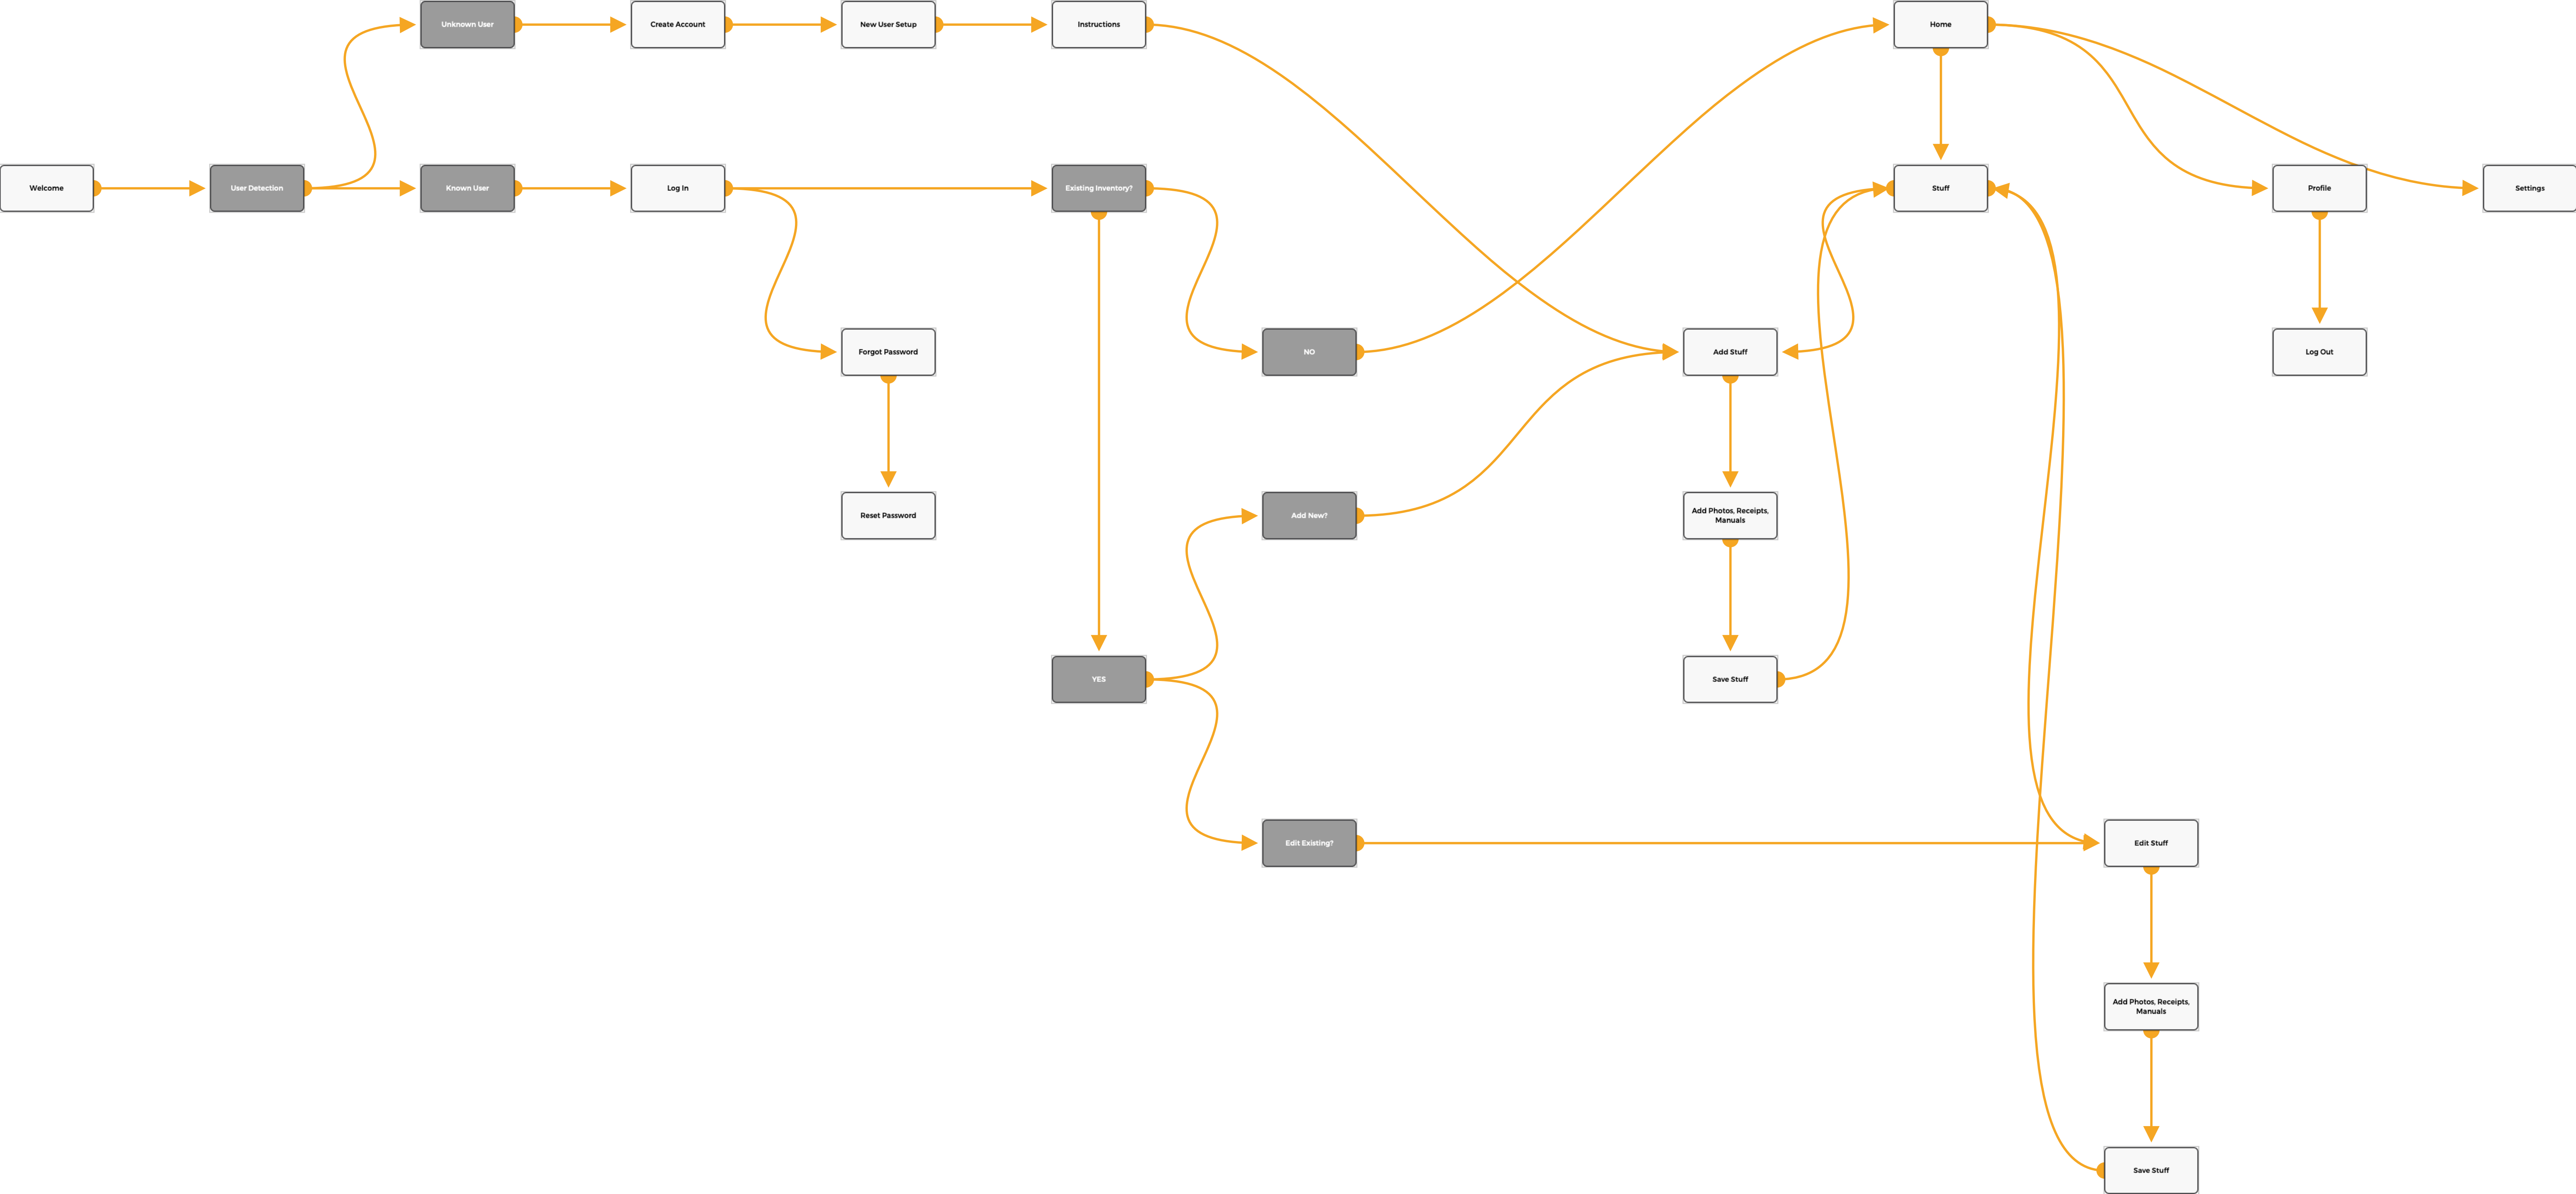 Unknown User
Create Account
New User Setup
Instructions
Home
Welcome
User Detection
Known User
Log In
Existing Inventory?
Stuff
Profile
Settings
Forgot Password
NO
Add Stuff
Log Out
Reset Password
Add New?
Add Photos, Receipts,
Manuals
YES
Save Stuff
Edit Existing?
Edit Stuff
Add Photos, Receipts,
Manuals
Save Stuff